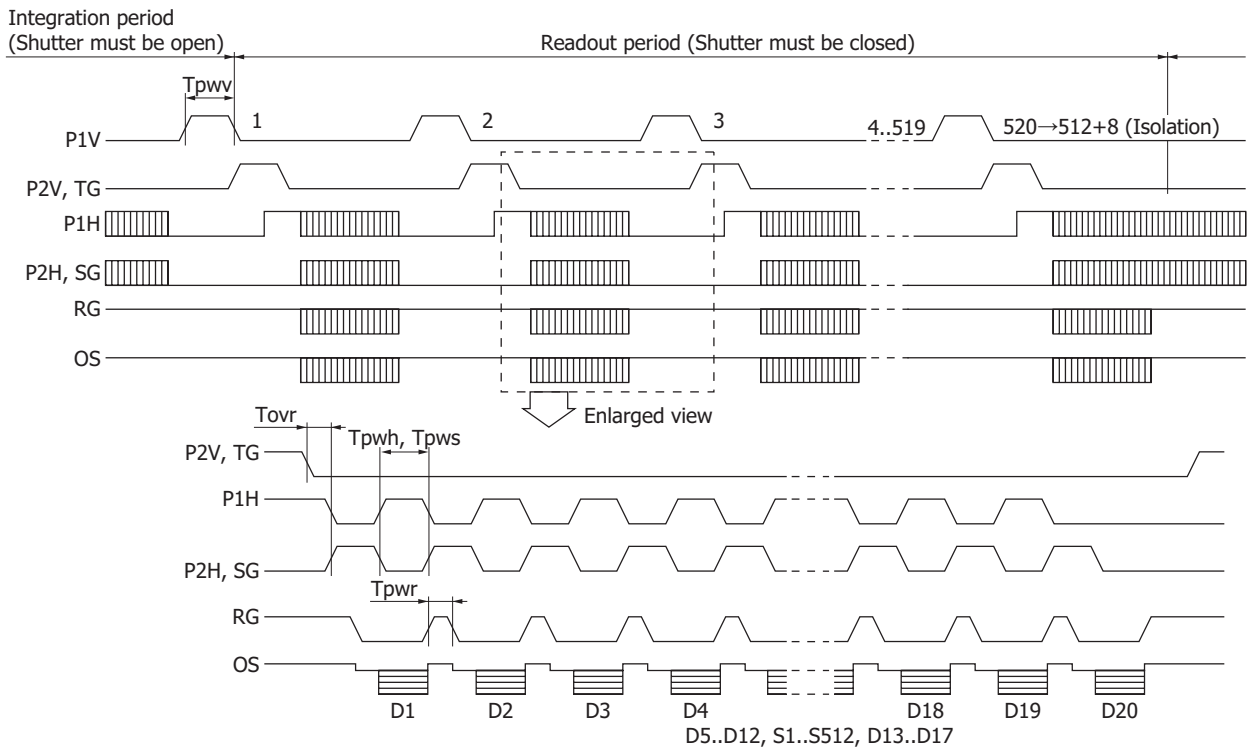 Integration period
(Shutter must be open)
Readout period (Shutter must be closed)
Tpwv
1
2
3
4..519
520→512+8 (Isolation)
P1V
P2V, TG
P1H
P2H, SG
RG
OS
Enlarged view
Tovr
Tpwh, Tpws
P2V, TG
P1H
P2H, SG
Tpwr
RG
OS
D1
D2
D3
D4
D18
D19
D20
D5..D12, S1..S512, D13..D17